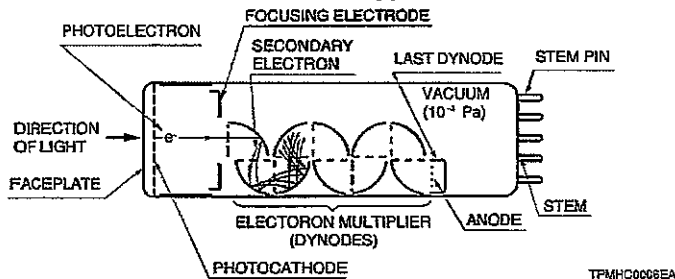 FOCUSING ELECTRODE
PHOTOELECTRON
SECONDARY
ELECTRON
LAST DYNODE
STEM PIN
VACUUM
(10⁻⁴ Pa)
DIRECTION
OF LIGHT
e-
FACEPLATE
ELECTORON MULTIPLIER
(DYNODES)
ANODE
STEM
PHOTOCATHODE
TPMHC0006EA